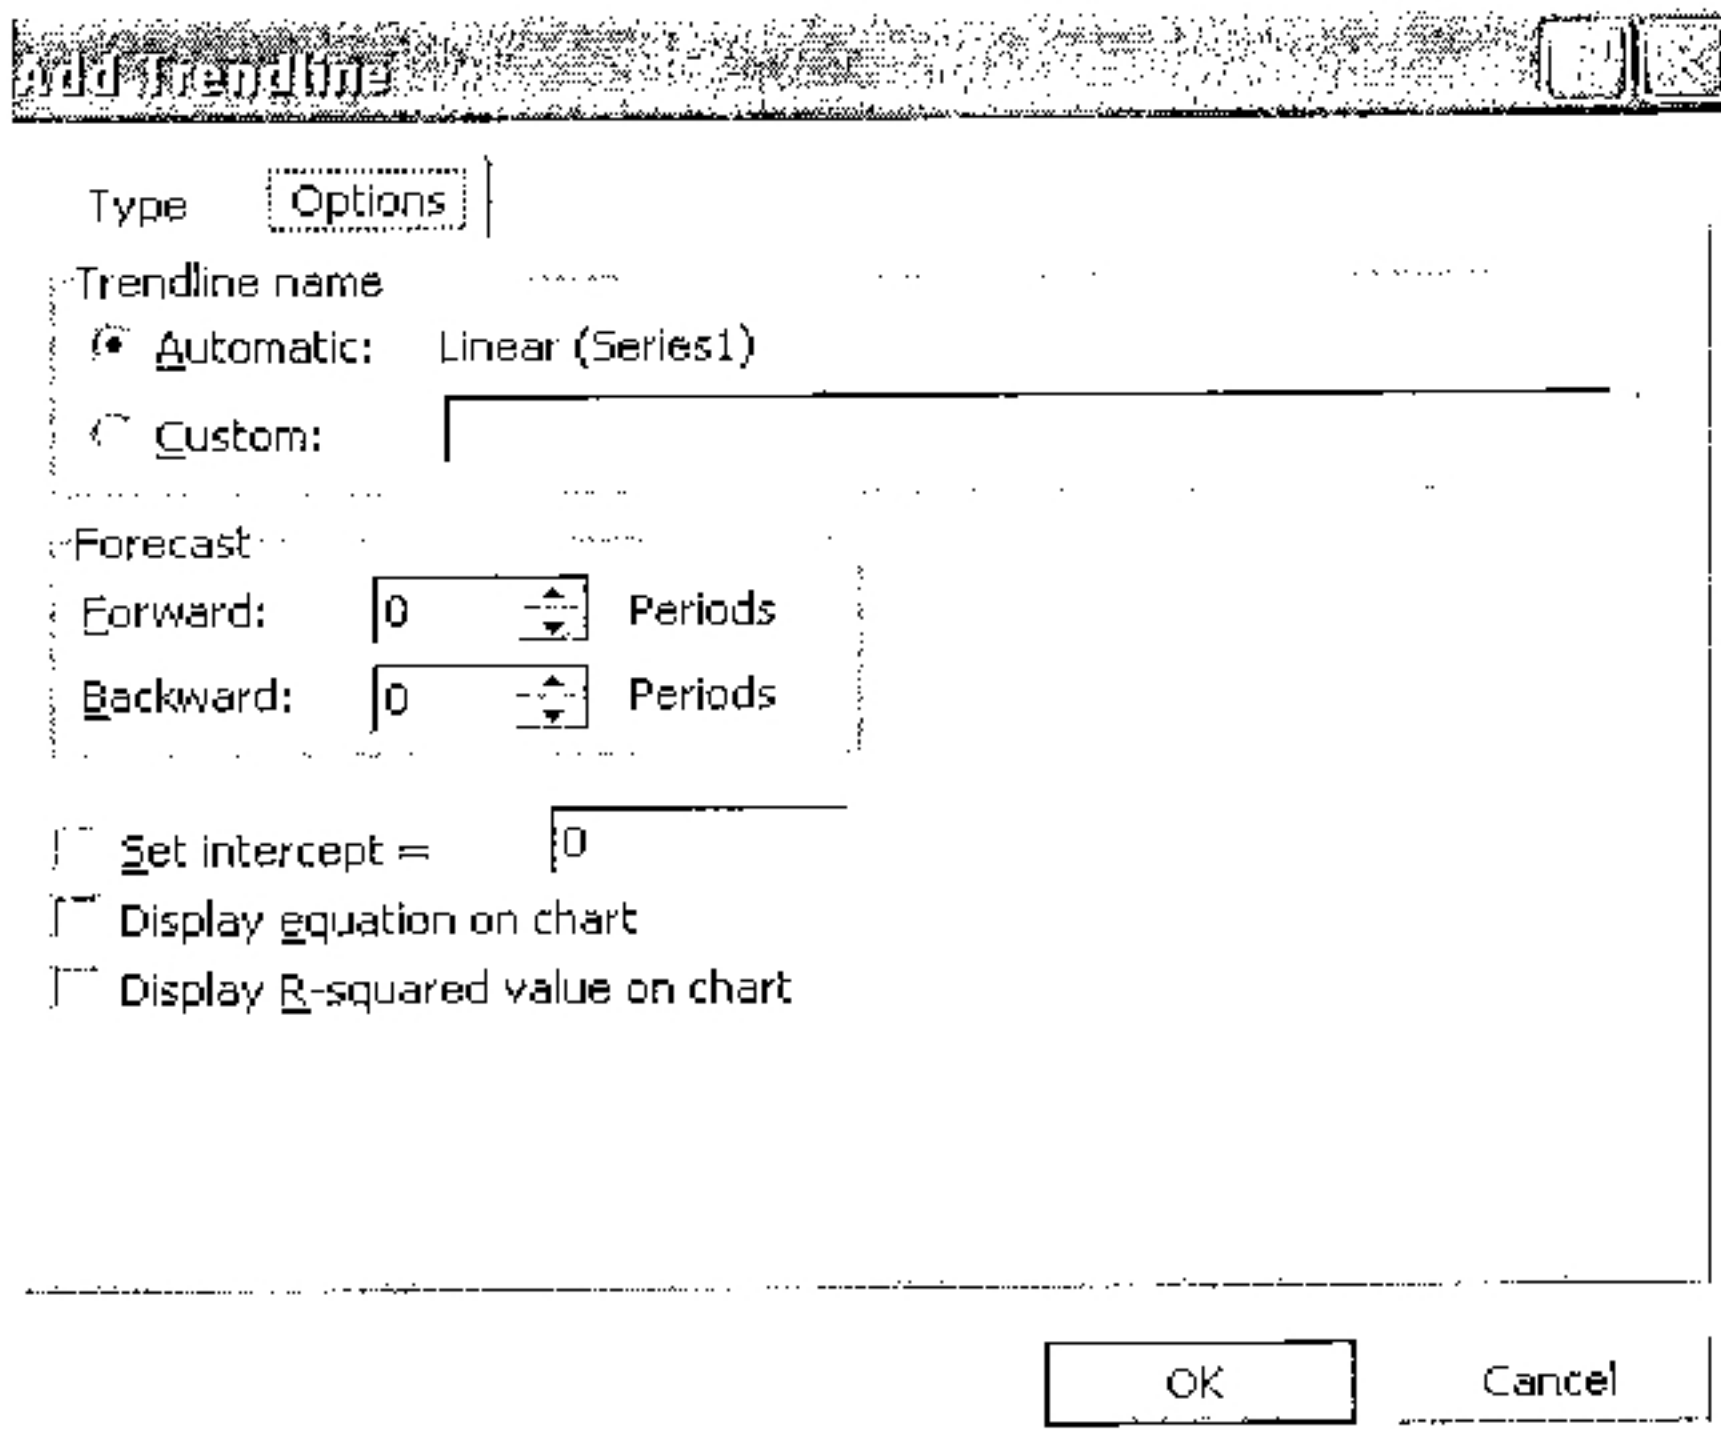 Add Trendline
Type Options
Trendline name
Automatic: Linear (Series1)
Custom:
Forecast
Forward: 0 Periods
Backward: 0 Periods
Set intercept = 0
Display equation on chart
Display R-squared value on chart
OK Cancel